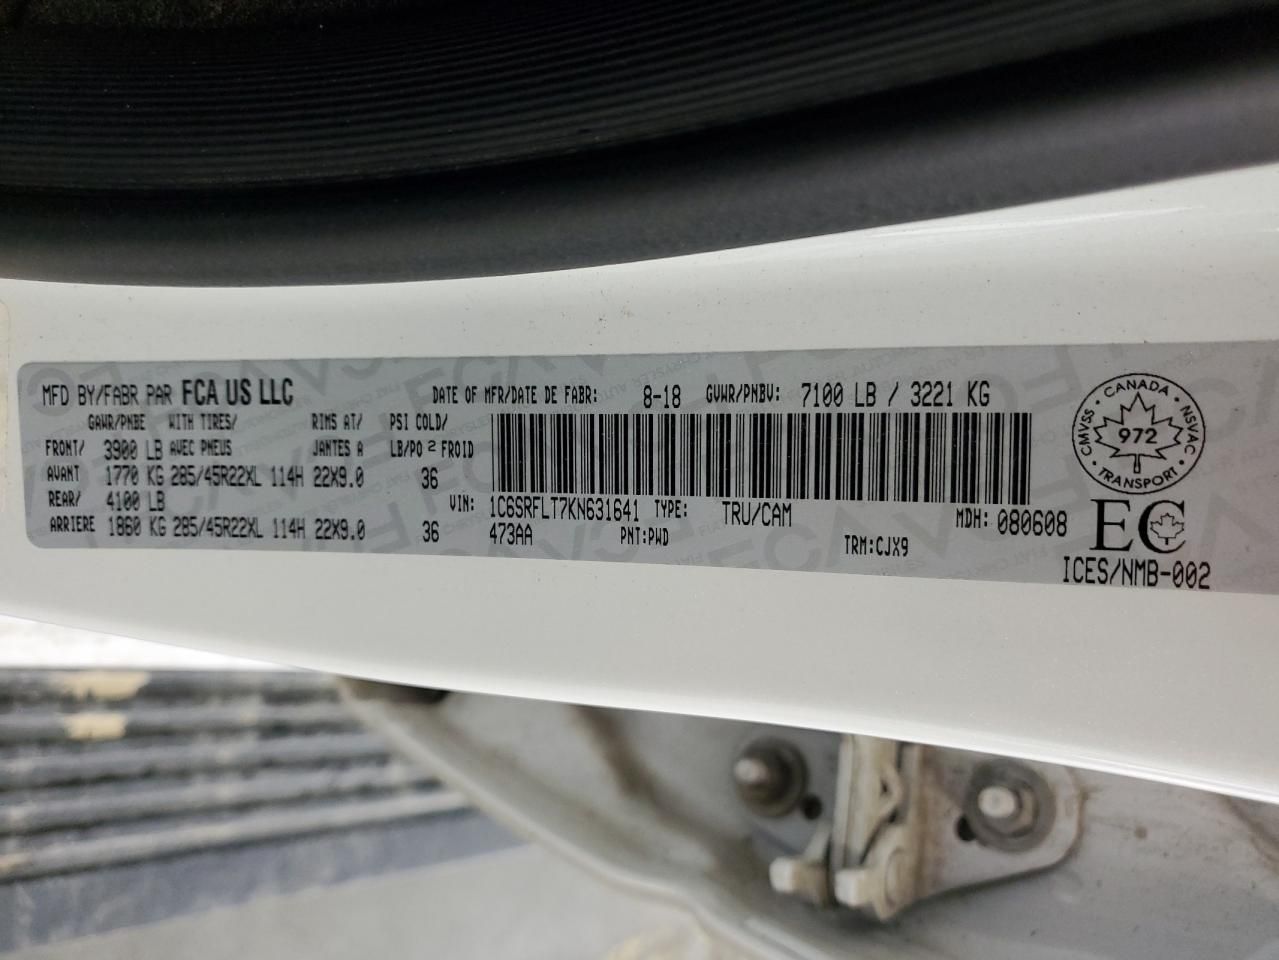 MFD BY/FABR PAR FCA US LLC DATE OF MFR/DATE DE FABR: 8-18 GVWR/PNBV: 7100 LB / 3221 KG
GAWR/PNBE WITH TIRES/ RIMS AT/ PSI COLD/
FRONT/ 3900 LB AVEC PNEUS JANTES A LB/PO 2 FROID
AVANT 1770 KG 285/45R22XL 114H 22X9.0 36
REAR/ 4100 LB VIN: 1C6SRFLT7KN631641 TYPE: TRU/CAM MDH: 080608
ARRIERE 1860 KG 285/45R22XL 114H 22X9.0 36 473AA PNT:PWD TRM:CJX9
CANADA
CMVSS NSVAC
972
TRANSPORT
EC
ICES/NMB-002